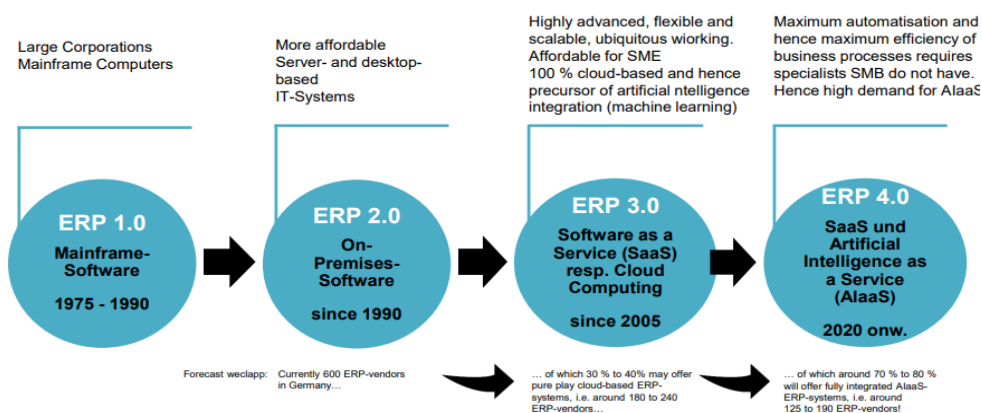 Large Corporations
Mainframe Computers
More affordable
Server- and desktop-
based
IT-Systems
Highly advanced, flexible and
scalable, ubiquitous wiorking.
Affordable for SME
100 % cloud-based and hence
precursor of artificial ntelligence
integration (machine learning)
Maximum automatisation and
hence maximum efficiency of
business processes requires
specialists SMB do not have.
Hence high demand for AIaaS
ERP 1.0
Mainframe-
Software
1975 - 1990
ERP 2.0
On-
Premises-
Software
since 1990
ERP 3.0
Software as a
Service (SaaS)
resp. Cloud
Computing
since 2005
ERP 4.0
SaaS und
Artificial
Intelligence as
a Service
(AIaaS)
2020 onw.
Forecast weclapp:
Currently 600 ERP-vendors
in Germany…
… of which 30 % to 40% may offer
pure play cloud-based ERP-
systems, i.e. around 180 to 240
ERP-vendors…
… of which around 70 % to 80 %
will offer fully integrated AIaaS-
ERP-systems, i.e. around
125 to 190 ERP-vendors!